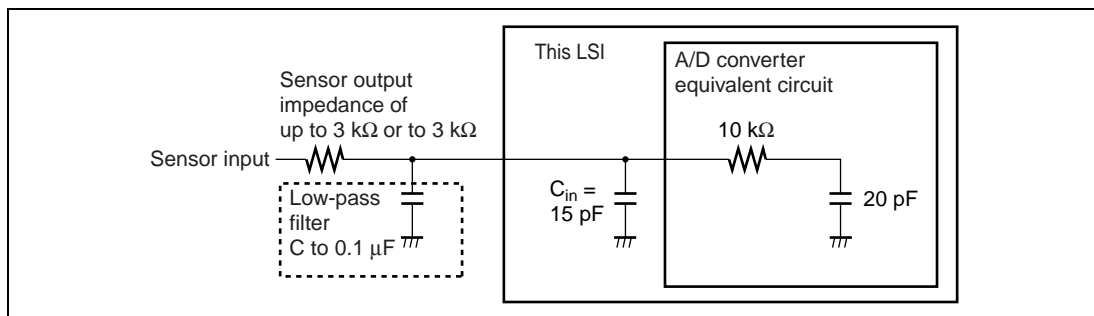 This LSI
A/D converter
equivalent circuit
Sensor output
impedance of
up to 3 kΩ or to 3 kΩ
10 kΩ
Sensor input
Low-pass
filter
C to 0.1 μF
Cin =
15 pF
20 pF